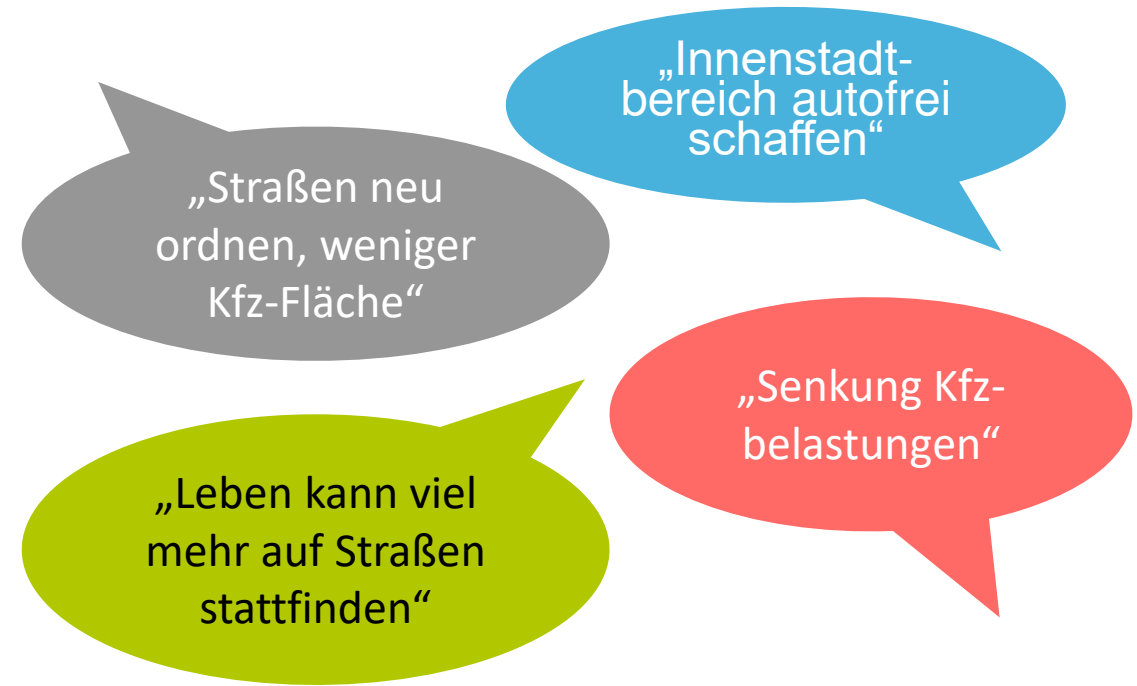 „Innenstadt-
bereich autofrei
schaffen“
„Straßen neu
ordnen, weniger
Kfz-Fläche“
„Senkung Kfz-
belastungen“
„Leben kann viel
mehr auf Straßen
stattfinden“